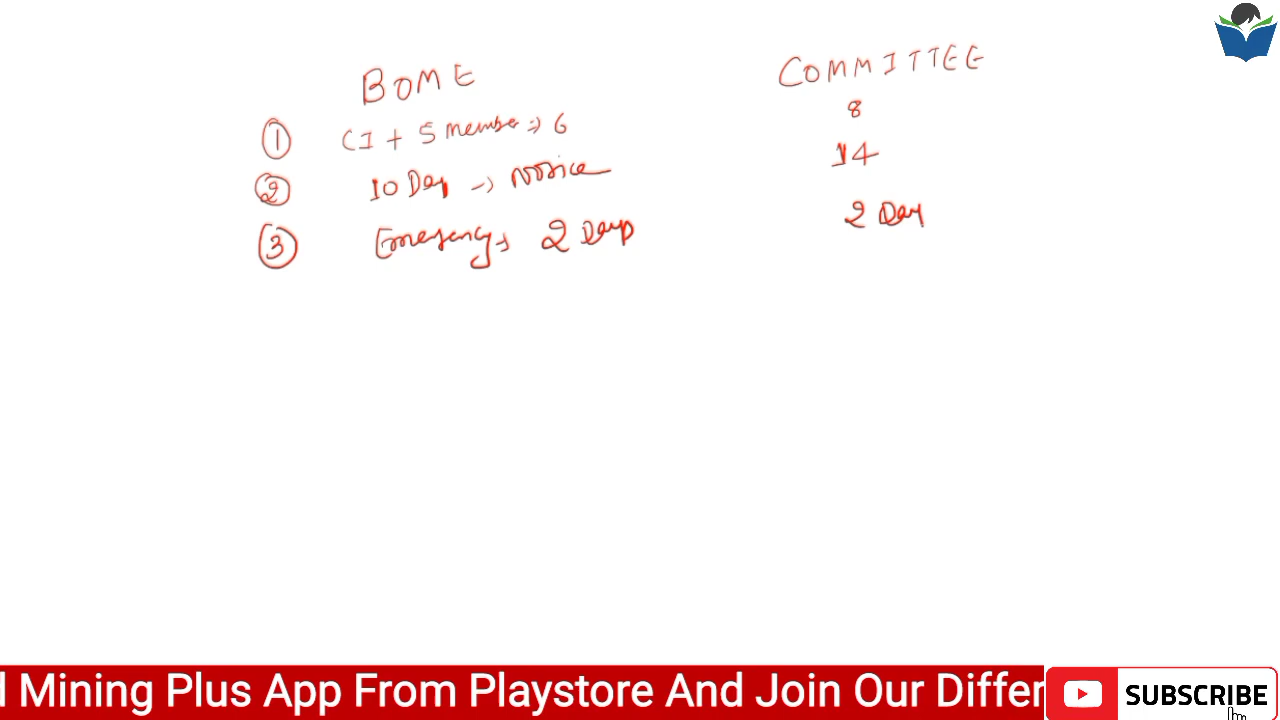 BOME COMMITTEE
① CI + 5 member => 6 8
② 10 Day -> Notice 14
③ Emergency -> 2 Days 2 Day
d Mining Plus App From Playstore And Join Our Differ SUBSCRIBE